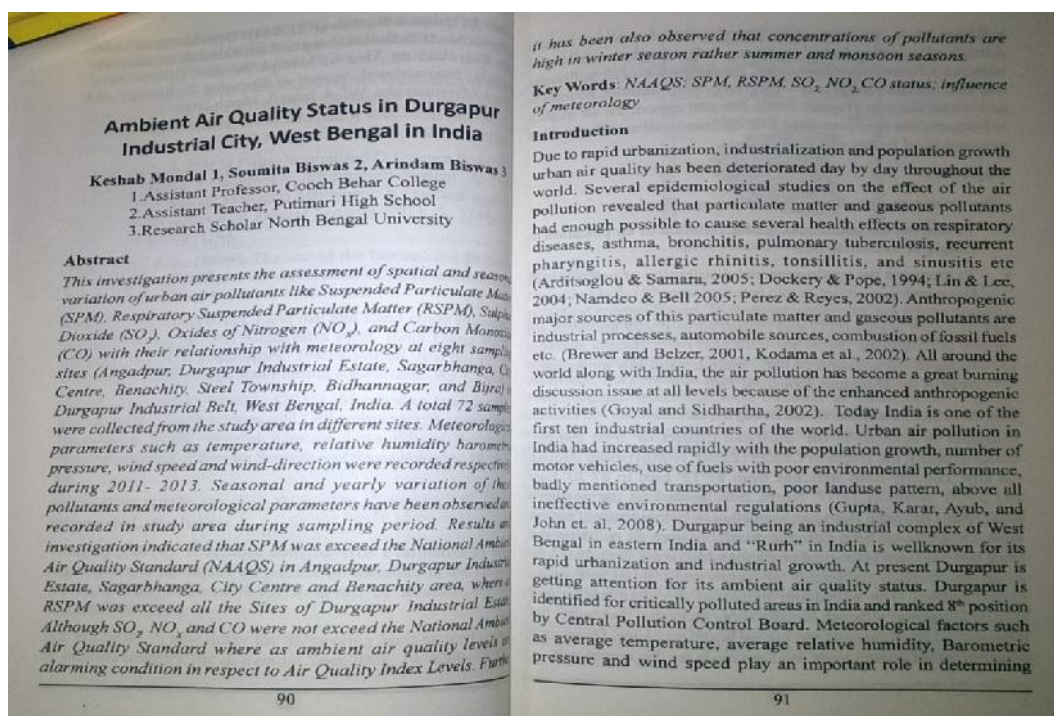 Ambient Air Quality Status in Durgapur
Industrial City, West Bengal in India
Keshab Mondal 1, Soumita Biswas 2, Arindam Biswas 3
1.Assistant Professor, Cooch Behar College
2.Assistant Teacher, Putimari High School
3.Research Scholar North Bengal University
Abstract
This investigation presents the assessment of spatial and
variation of urban air pollutants like Suspended Particulate
(SPM), Respiratory Suspended Particulate Matter (RSPM),
Dioxide (SO₂), Oxides of Nitrogen (NOₓ), and Carbon
(CO) with their relationship with meteorology at eight
sites (Angadpur, Durgapur Industrial Estate, Sagarbhanga,
Centre, Benachity, Steel Township, Bidhannagar, and
Durgapur Industrial Belt, West Bengal, India. A total 72
were collected from the study area in different sites.
parameters such as temperature, relative humidity
pressure, wind speed and wind-direction were recorded
during 2011- 2013. Seasonal and yearly variation of
pollutants and meteorological parameters have been observed
recorded in study area during sampling period. Results
investigation indicated that SPM was exceed the National
Air Quality Standard (NAAQS) in Angadpur, Durgapur
Estate, Sagarbhanga, City Centre and Benachity area,
RSPM was exceed all the Sites of Durgapur Industrial
Although SO₂ NOₓ and CO were not exceed the National
Air Quality Standard where as ambient air quality levels
alarming condition in respect to Air Quality Index Levels.
90
it has been also observed that concentrations of pollutants are
high in winter season rather summer and monsoon seasons.
Key Words: NAAQS; SPM, RSPM, SO₂ NOₓ CO status; influence
of meteorology
Introduction
Due to rapid urbanization, industrialization and population growth
urban air quality has been deteriorated day by day throughout the
world. Several epidemiological studies on the effect of the air
pollution revealed that particulate matter and gaseous pollutants
had enough possible to cause several health effects on respiratory
diseases, asthma, bronchitis, pulmonary tuberculosis, recurrent
pharyngitis, allergic rhinitis, tonsillitis, and sinusitis etc
(Arditsoglou & Samara, 2005; Dockery & Pope, 1994; Lin & Lee,
2004; Namdeo & Bell 2005; Perez & Reyes, 2002). Anthropogenic
major sources of this particulate matter and gaseous pollutants are
industrial processes, automobile sources, combustion of fossil fuels
etc. (Brewer and Belzer, 2001, Kodama et al., 2002). All around the
world along with India, the air pollution has become a great burning
discussion issue at all levels because of the enhanced anthropogenic
activities (Goyal and Sidhartha, 2002). Today India is one of the
first ten industrial countries of the world. Urban air pollution in
India had increased rapidly with the population growth, number of
motor vehicles, use of fuels with poor environmental performance,
badly mentioned transportation, poor landuse pattern, above all
ineffective environmental regulations (Gupta, Karar, Ayub, and
John et. al, 2008). Durgapur being an industrial complex of West
Bengal in eastern India and "Rurh" in India is wellknown for its
rapid urbanization and industrial growth. At present Durgapur is
getting attention for its ambient air quality status. Durgapur is
identified for critically polluted areas in India and ranked 8th position
by Central Pollution Control Board. Meteorological factors such
as average temperature, average relative humidity, Barometric
pressure and wind speed play an important role in determining
91